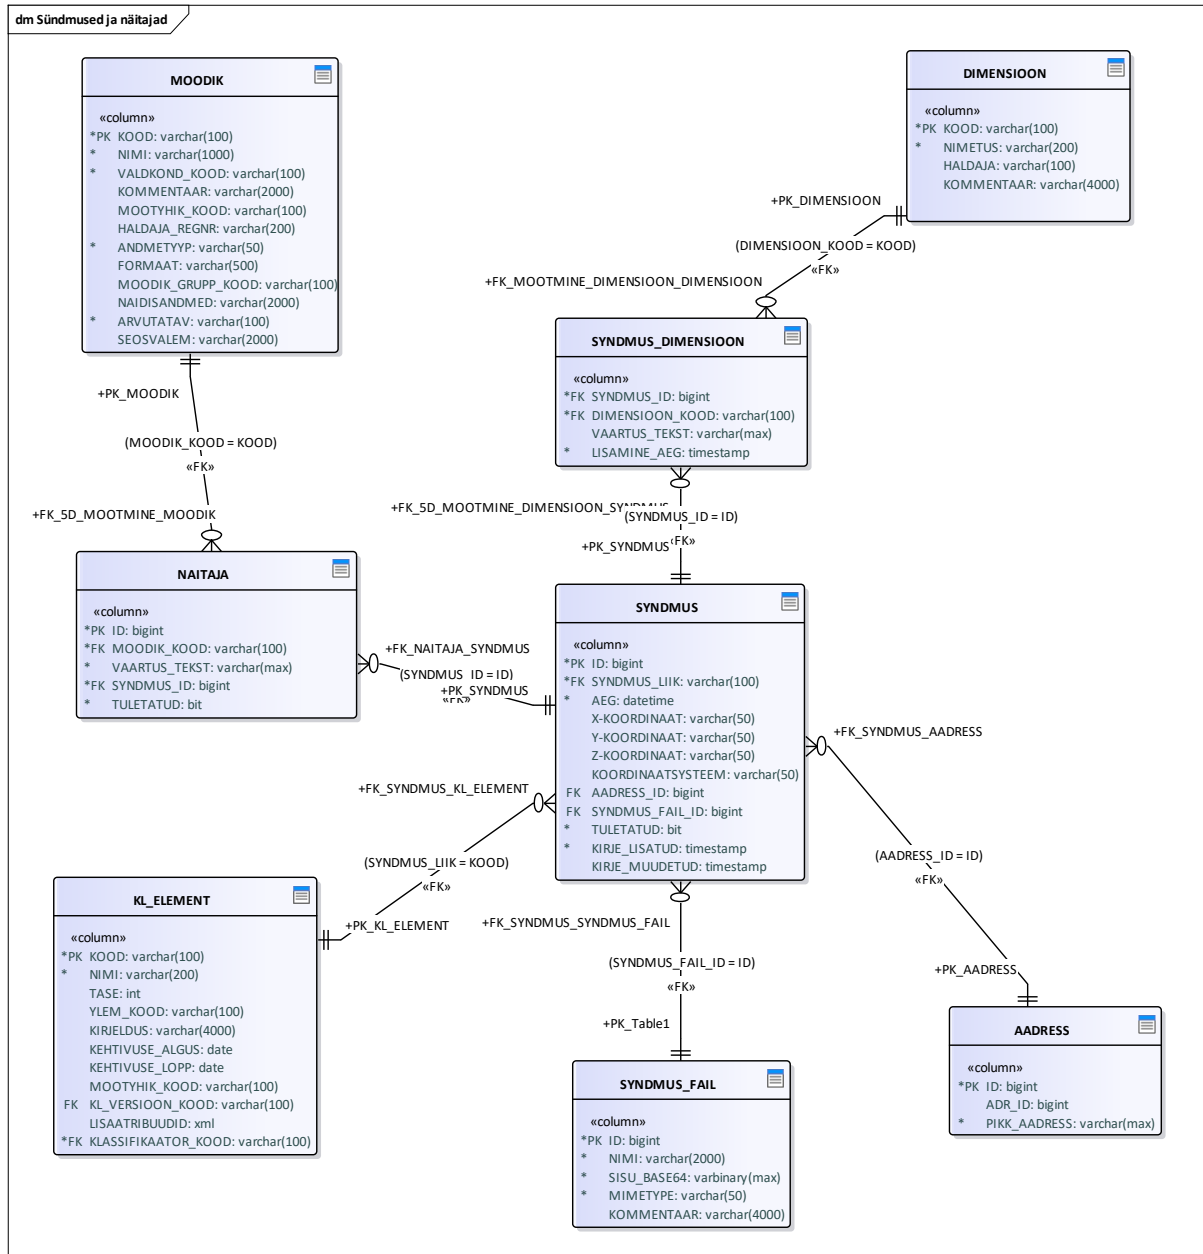 dm Sündmused ja näitajad
MOODIK
«column»
*PK KOOD: varchar(100)
* NIMI: varchar(1000)
* VALDKOND_KOOD: varchar(100)
KOMMENTAAR: varchar(2000)
MOOTYHIK_KOOD: varchar(100)
HALDAJA_REGNR: varchar(200)
* ANDMETYYP: varchar(50)
FORMAAT: varchar(500)
MOODIK_GRUPP_KOOD: varchar(100)
NAIDISANDMED: varchar(2000)
* ARVUTATAV: varchar(100)
SEOSVALEM: varchar(2000)
DIMENSIOON
«column»
*PK KOOD: varchar(100)
* NIMETUS: varchar(200)
HALDAJA: varchar(100)
KOMMENTAAR: varchar(4000)
+PK_DIMENSIOON
(DIMENSIOON_KOOD = KOOD)
«FK»
+FK_MOOTMINE_DIMENSIOON_DIMENSIOON
SYNDMUS_DIMENSIOON
«column»
*FK SYNDMUS_ID: bigint
*FK DIMENSIOON_KOOD: varchar(100)
VAARTUS_TEKST: varchar(max)
* LISAMINE_AEG: timestamp
+PK_MOODIK
(MOODIK_KOOD = KOOD)
«FK»
+FK_5D_MOOTMINE_MOODIK
+FK_5D_MOOTMINE_DIMENSIOON_SYNDMUS
(SYNDMUS_ID = ID)
«FK»
+PK_SYNDMUS
NAITAJA
«column»
*PK ID: bigint
*FK MOODIK_KOOD: varchar(100)
* VAARTUS_TEKST: varchar(max)
*FK SYNDMUS_ID: bigint
* TULETATUD: bit
+FK_NAITAJA_SYNDMUS
(SYNDMUS_ID = ID)
+PK_SYNDMUS
«FK»
SYNDMUS
«column»
*PK ID: bigint
*FK SYNDMUS_LIIK: varchar(100)
* AEG: datetime
X-KOORDINAAT: varchar(50)
Y-KOORDINAAT: varchar(50)
Z-KOORDINAAT: varchar(50)
KOORDINAATSYSTEEM: varchar(50)
FK AADRESS_ID: bigint
FK SYNDMUS_FAIL_ID: bigint
* TULETATUD: bit
* KIRJE_LISATUD: timestamp
KIRJE_MUUDETUD: timestamp
+FK_SYNDMUS_AADRESS
(AADRESS_ID = ID)
«FK»
+PK_AADRESS
+FK_SYNDMUS_KL_ELEMENT
(SYNDMUS_LIIK = KOOD)
«FK»
+PK_KL_ELEMENT
KL_ELEMENT
«column»
*PK KOOD: varchar(100)
* NIMI: varchar(200)
TASE: int
YLEM_KOOD: varchar(100)
KIRJELDUS: varchar(4000)
KEHTIVUSE_ALGUS: date
KEHTIVUSE_LOPP: date
MOOTYHIK_KOOD: varchar(100)
FK KL_VERSIOON_KOOD: varchar(100)
LISAATRIBUUDID: xml
*FK KLASSIFIKAATOR_KOOD: varchar(100)
+FK_SYNDMUS_SYNDMUS_FAIL
(SYNDMUS_FAIL_ID = ID)
«FK»
+PK_Table1
SYNDMUS_FAIL
«column»
*PK ID: bigint
* NIMI: varchar(2000)
* SISU_BASE64: varbinary(max)
* MIMETYPE: varchar(50)
KOMMENTAAR: varchar(4000)
AADRESS
«column»
*PK ID: bigint
ADR_ID: bigint
* PIKK_AADRESS: varchar(max)